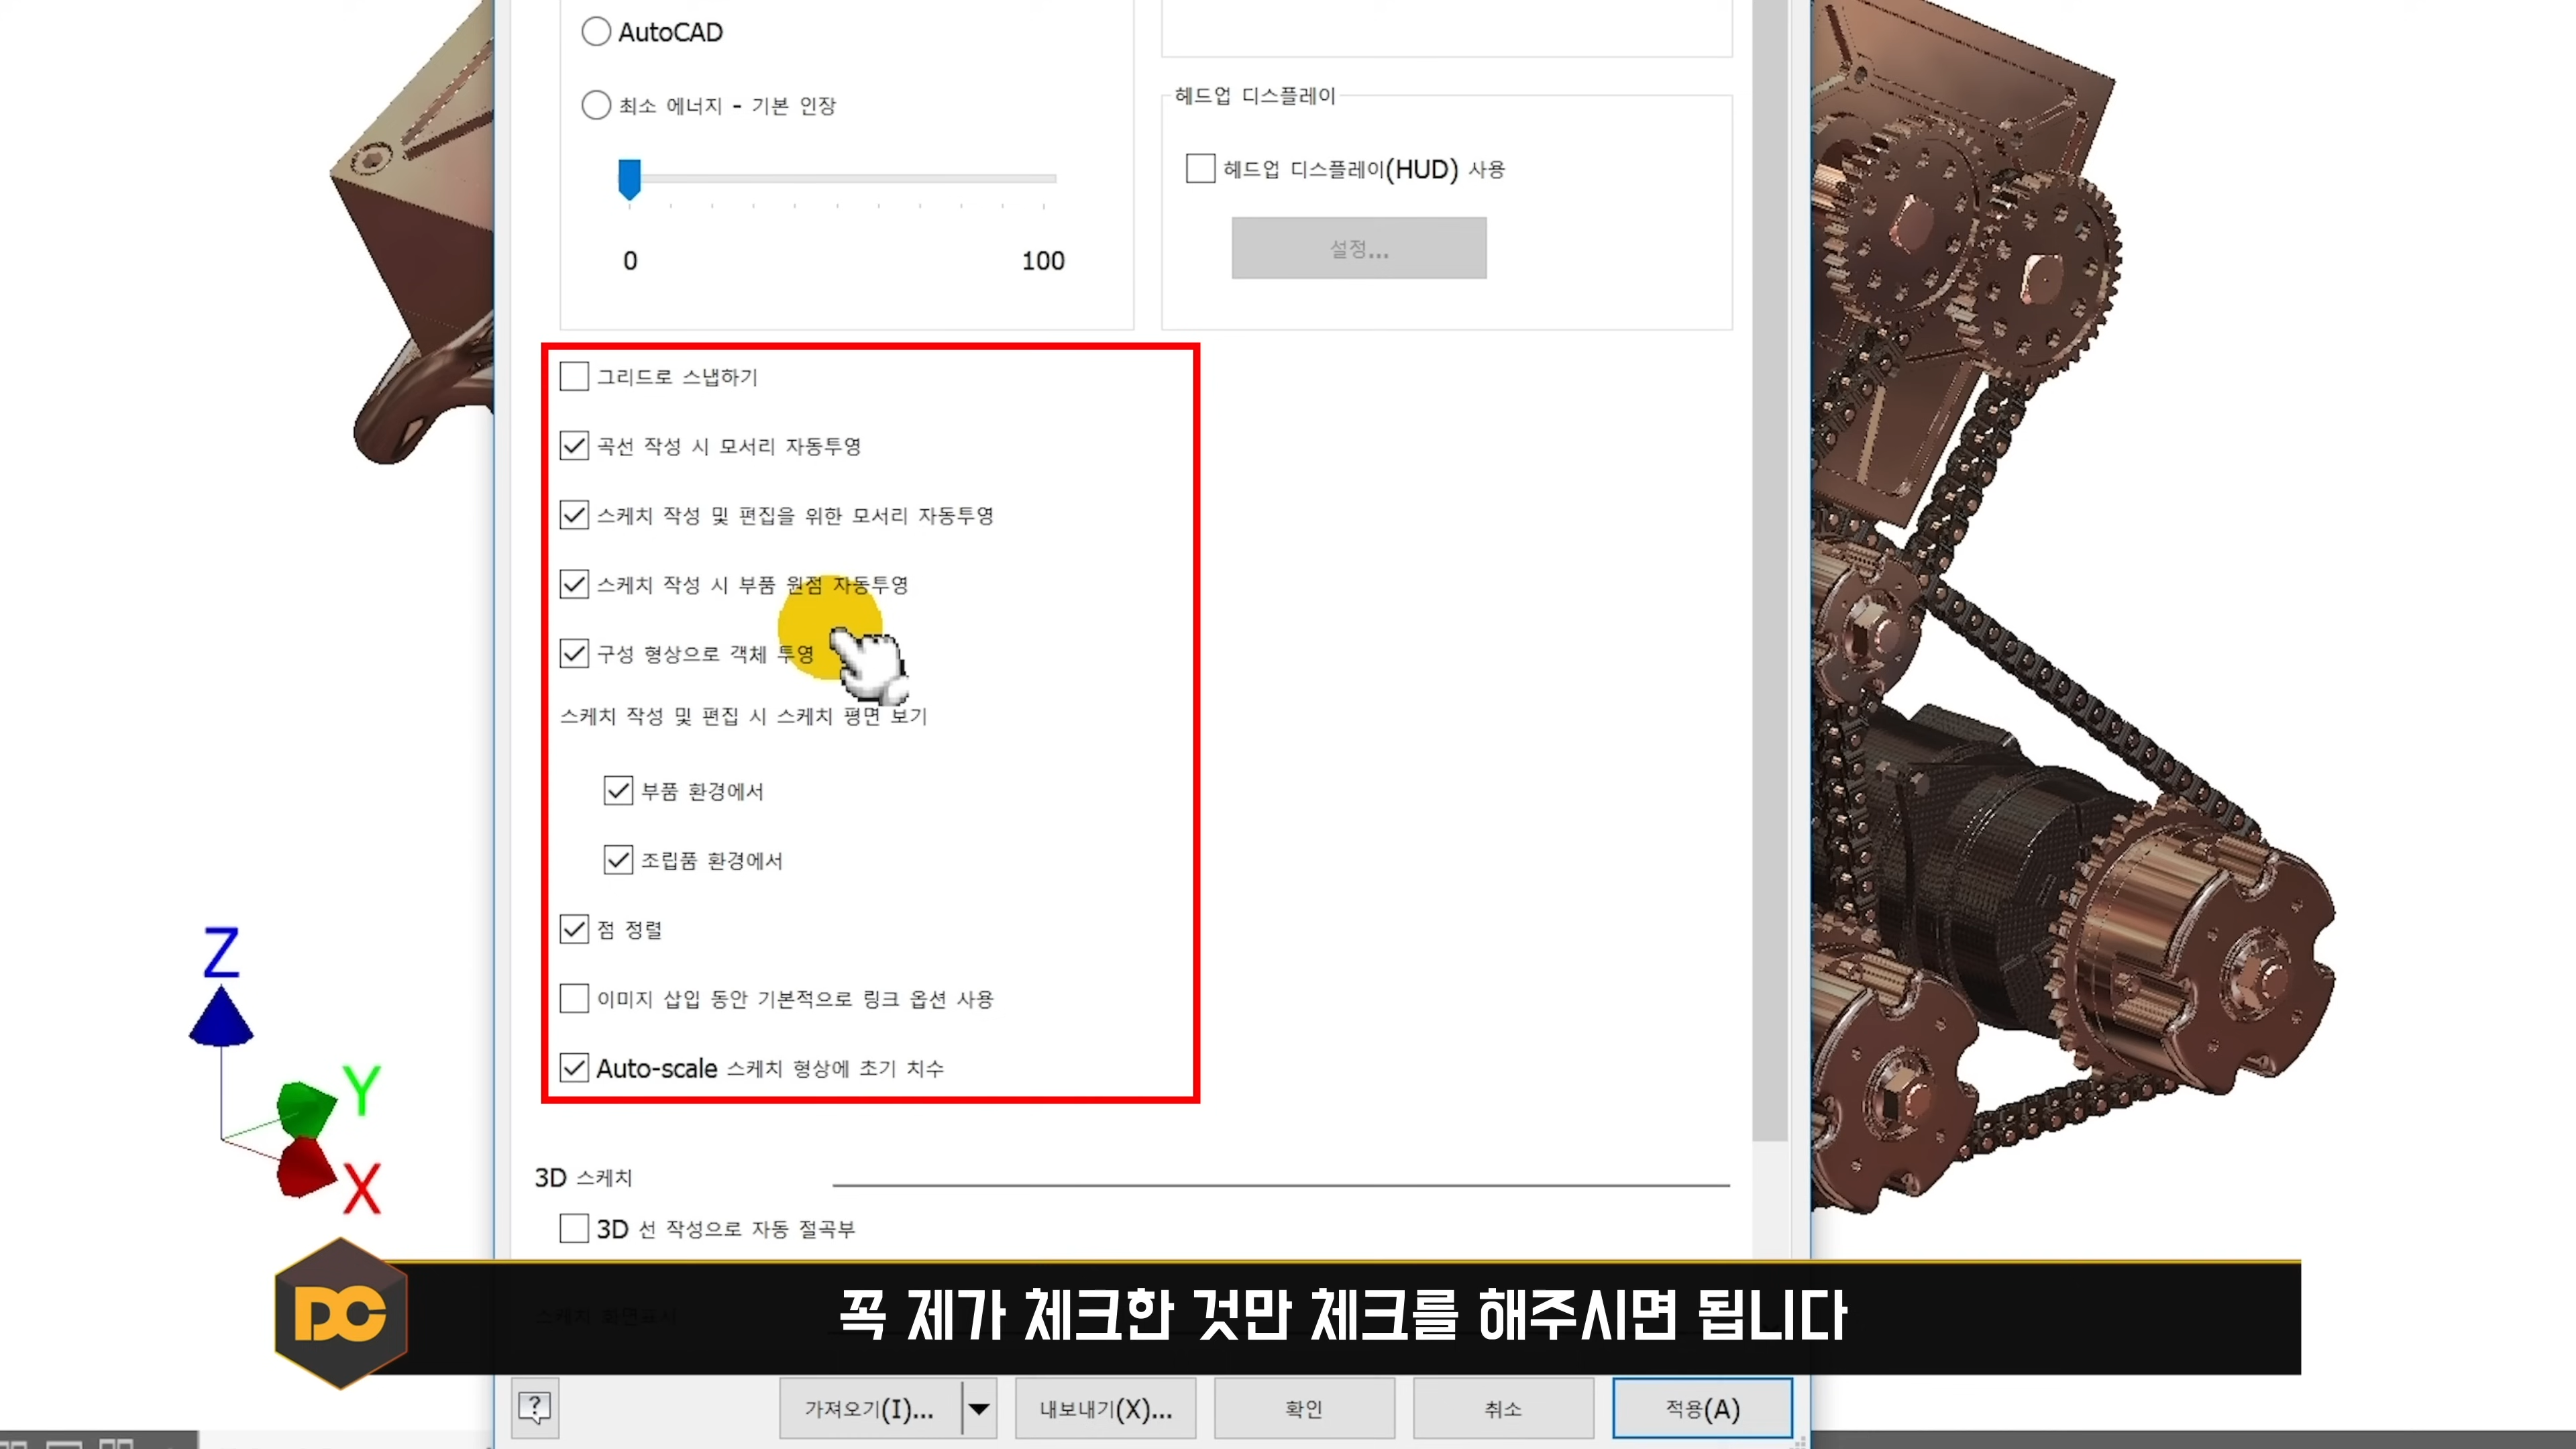 AutoCAD
최소 에너지 - 기본 인장
0 100
헤드업 디스플레이
헤드업 디스플레이(HUD) 사용
설정...
그리드로 스냅하기
곡선 작성 시 모서리 자동투영
스케치 작성 및 편집을 위한 모서리 자동투영
스케치 작성 시 부품 원점 자동투영
구성 형상으로 객체 투영
스케치 작성 및 편집 시 스케치 평면 보기
부품 환경에서
조립품 환경에서
점 정렬
이미지 삽입 동안 기본적으로 링크 옵션 사용
Auto-scale 스케치 형상에 초기 치수
3D 스케치
3D 선 작성으로 자동 절곡부
스케치 화면표시
Z
Y
X
DC
꼭 제가 체크한 것만 체크를 해주시면 됩니다
?
가져오기(I)...
내보내기(X)...
확인
취소
적용(A)